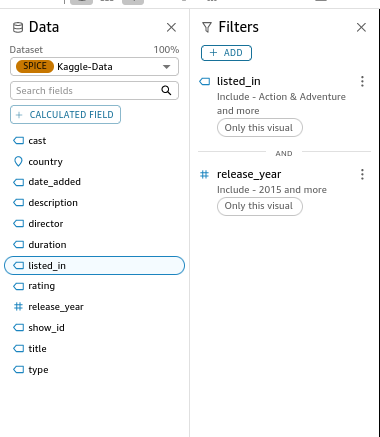 Data
Dataset
100%
SPICE Kaggle-Data
Search fields
+ CALCULATED FIELD
cast
country
date_added
description
director
duration
listed_in
rating
release_year
show_id
title
type
Filters
+ ADD
listed_in
Include - Action & Adventure
and more
Only this visual
AND
release_year
Include - 2015 and more
Only this visual